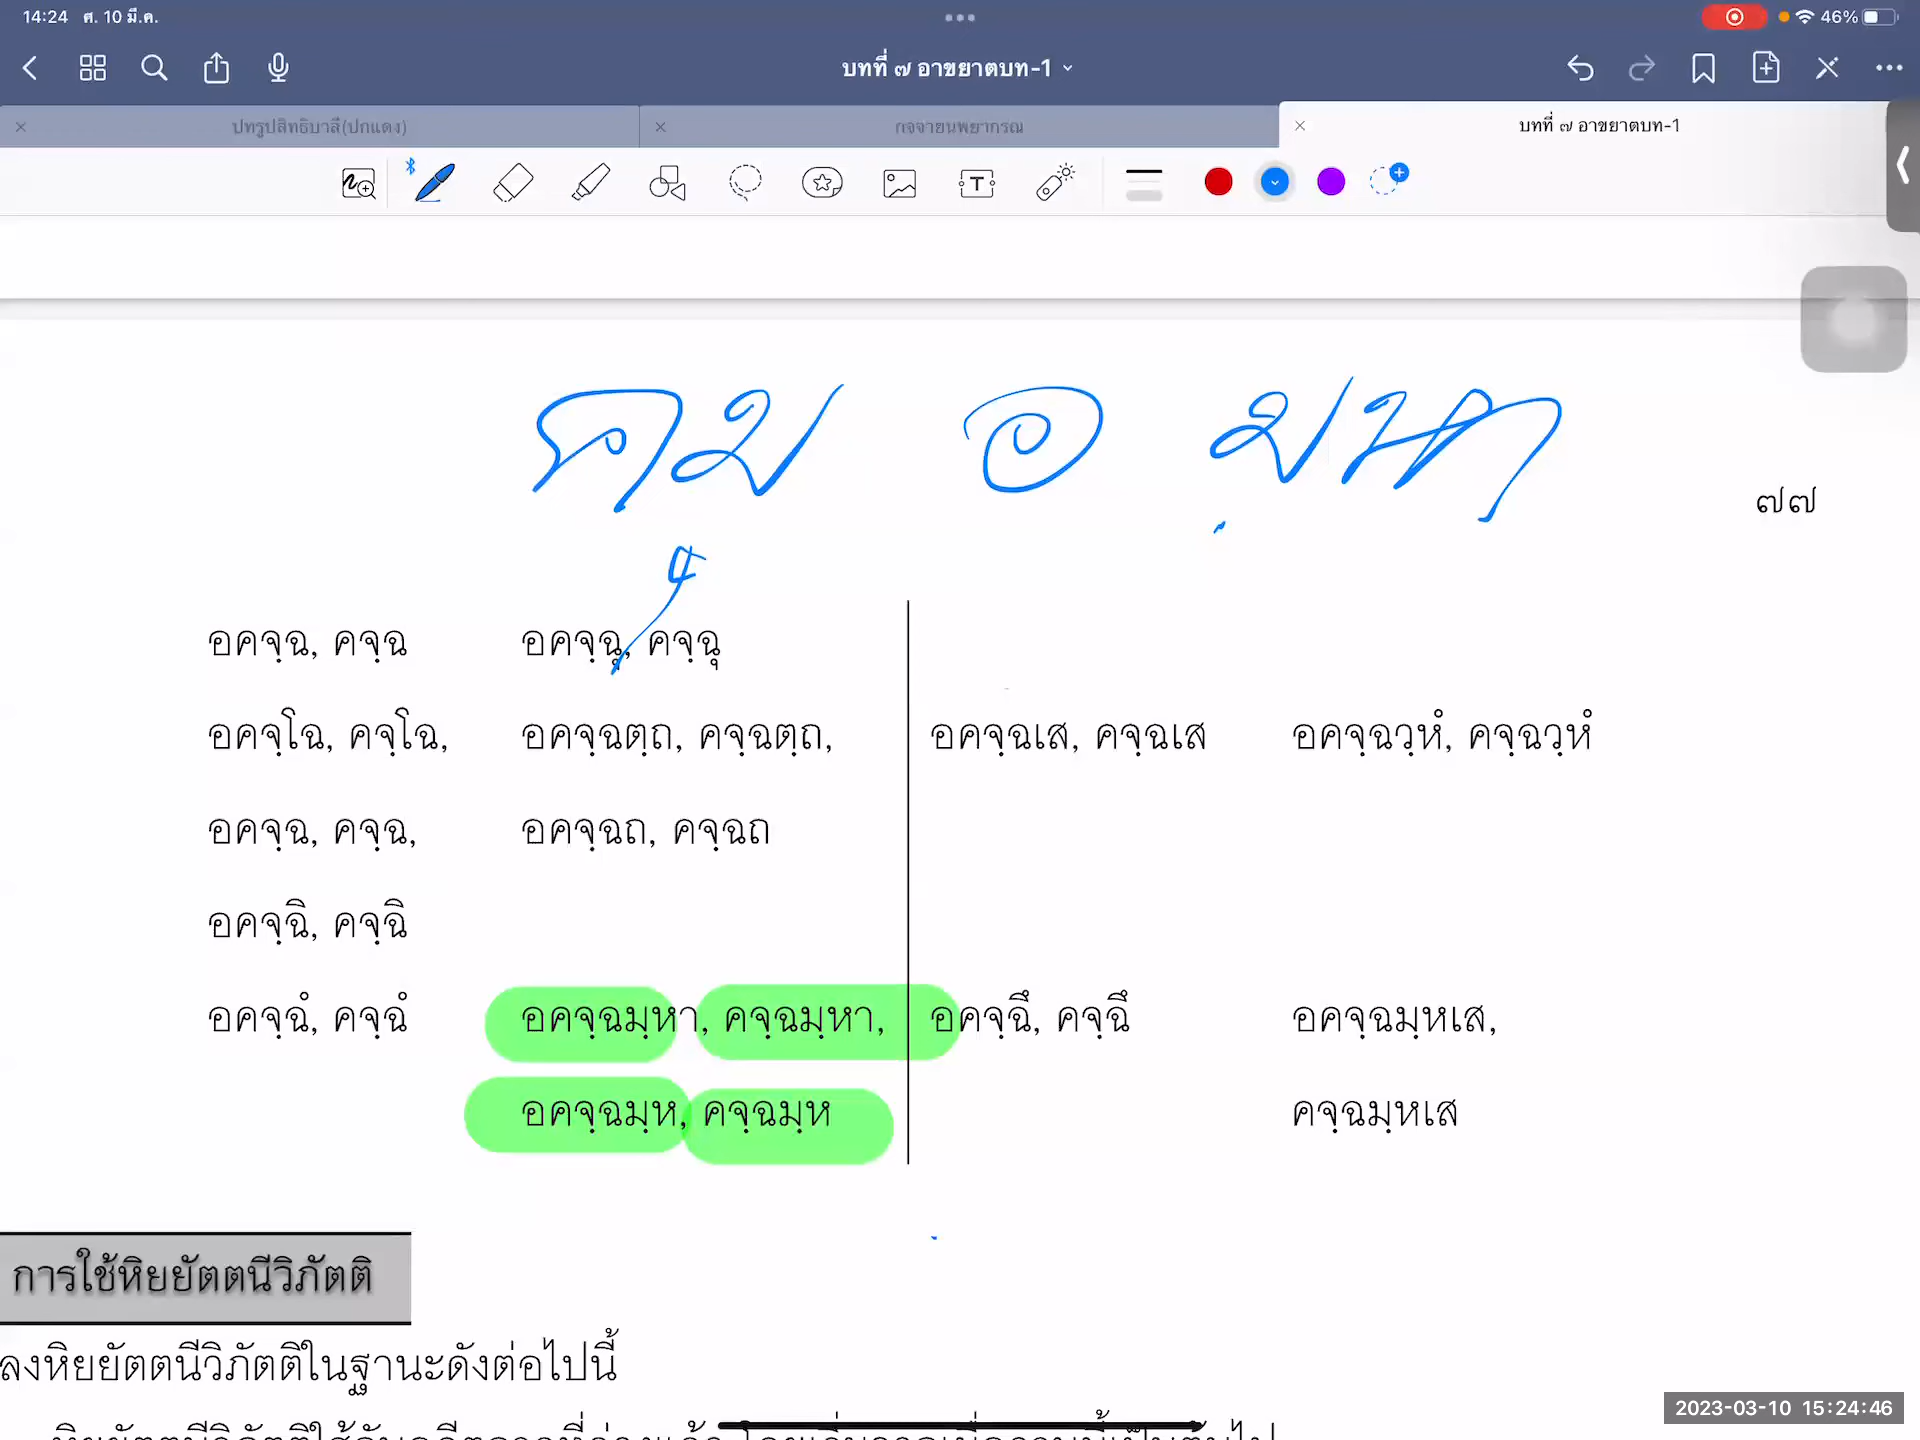 14:24 ศ. 10 มี.ค.
46%
บทที่ ๗ อาขยาตบท-1
ปทรูปสิทธิบาลี(ปกแดง)
กจจายนพยากรณ
บทที่ ๗ อาขยาตบท-1
คม อ มหา
๗๗
อคจฺฉ, คจฺฉ อคจฺฉุ, คจฺฉุ
อคจฺโฉ, คจฺโฉ, อคจฺฉตฺถ, คจฺฉตฺถ, อคจฺฉเส, คจฺฉเส อคจฺฉวฺหํ, คจฺฉวฺหํ
อคจฺฉ, คจฺฉ, อคจฺฉถ, คจฺฉถ
อคจฺฉิ, คจฺฉิ
อคจฺฉํ, คจฺฉํ อคจฺฉมฺหา, คจฺฉมฺหา, อคจฺฉึ, คจฺฉึ อคจฺฉมฺหเส,
อคจฺฉมฺห, คจฺฉมฺห คจฺฉมฺหเส
การใช้หิยยัตตนีวิภัตติ
ลงหิยยัตตนีวิภัตติในฐานะดังต่อไปนี้
2023-03-10 15:24:46